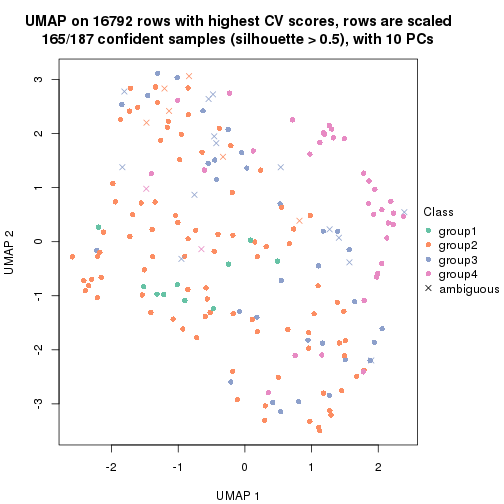 UMAP on 16792 rows with highest CV scores, rows are scaled
165/187 confident samples (silhouette > 0.5), with 10 PCs
3
2
1
0
-1
-2
-3
UMAP 2
-2
-1
0
1
2
UMAP 1
Class
group1
group2
group3
group4
ambiguous